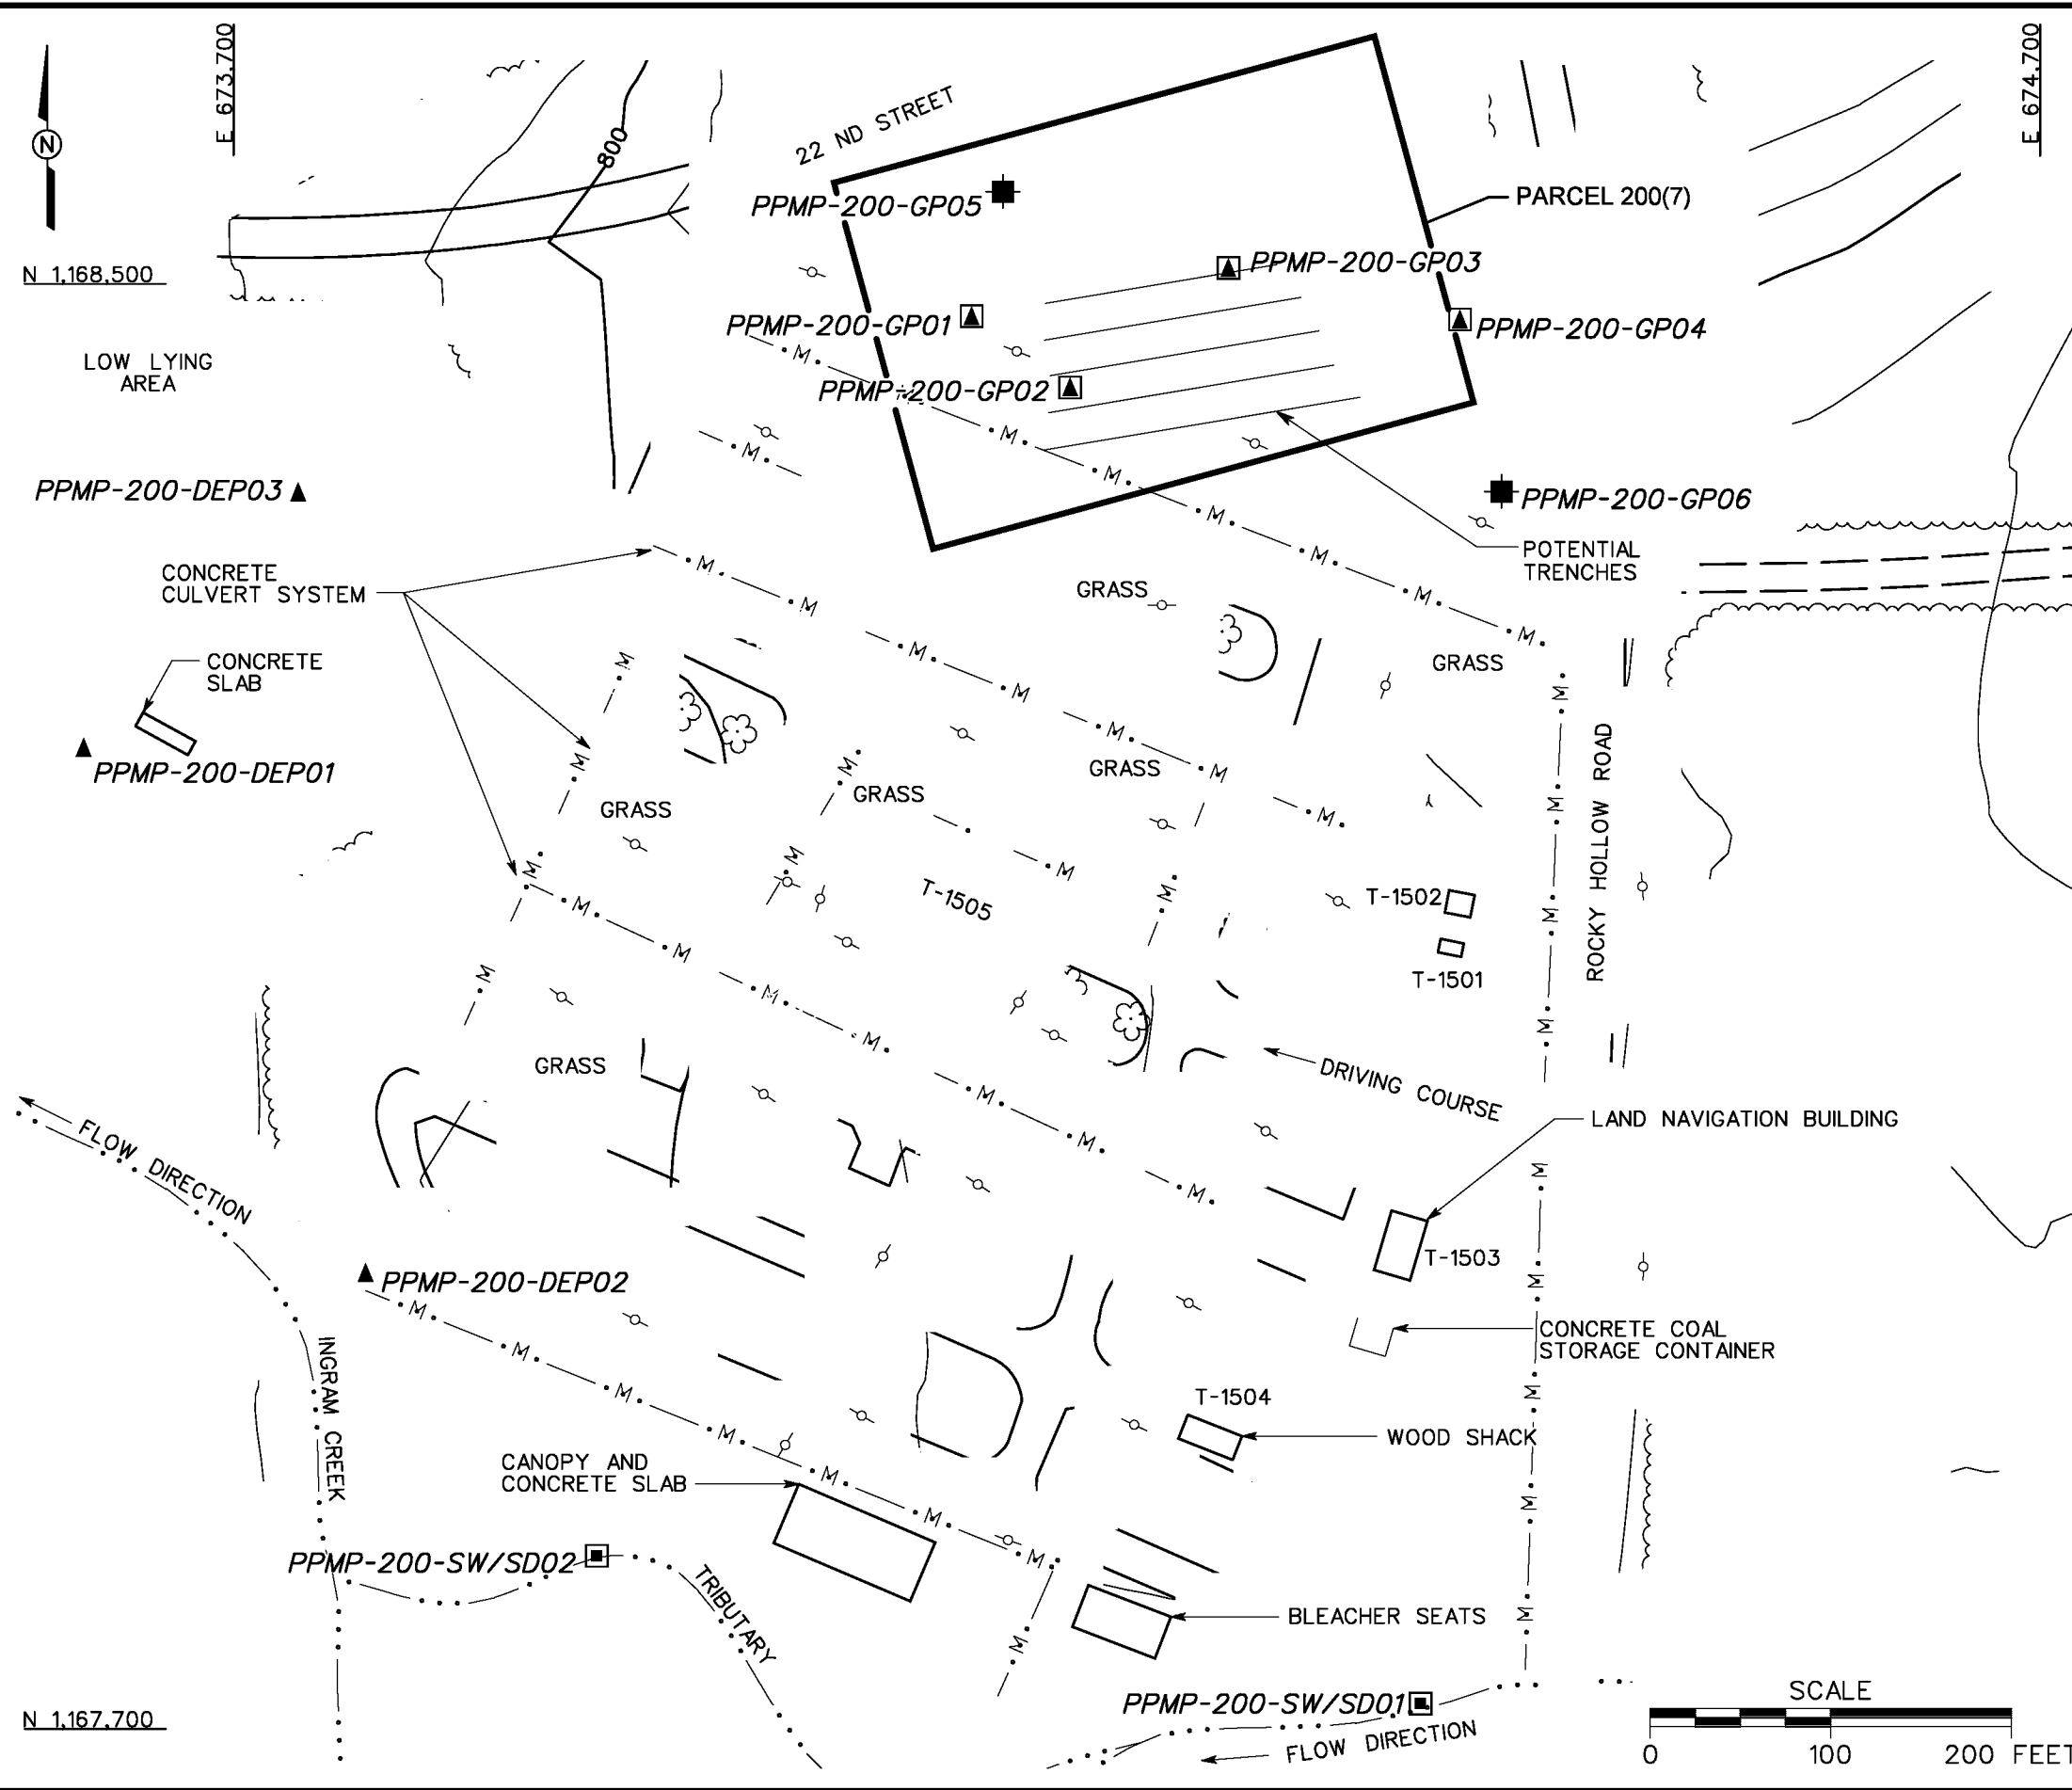 E 673,700
E 674,700
N
22 ND STREET
800
PARCEL 200(7)
PPMP-200-GP05
PPMP-200-GP03
N 1,168,500
PPMP-200-GP01
PPMP-200-GP04
LOW LYING
AREA
M
PPMP-200-GP02
M
M
M
M
PPMP-200-DEP03
PPMP-200-GP06
M
M
POTENTIAL
TRENCHES
CONCRETE
CULVERT SYSTEM
M
M
GRASS
M
M
CONCRETE
SLAB
M
M
GRASS
M
M
ROCKY HOLLOW ROAD
M
PPMP-200-DEP01
M
M
GRASS
M
GRASS
GRASS
M
M
M
M
M
M
T-1505
M
T-1502
M
M
M
M
T-1501
M
M
M
GRASS
DRIVING COURSE
M
FLOW DIRECTION
M
LAND NAVIGATION BUILDING
M
M
T-1503
PPMP-200-DEP02
M
M
INGRAM CREEK
M
CONCRETE COAL
STORAGE CONTAINER
M
T-1504
M
M
WOOD SHACK
CANOPY AND
CONCRETE SLAB
M
M
M
M
PPMP-200-SW/SD02
TRIBUTARY
M
BLEACHER SEATS
M
SCALE
PPMP-200-SW/SD01
N 1,167,700
FLOW DIRECTION
0 100 200 FEET